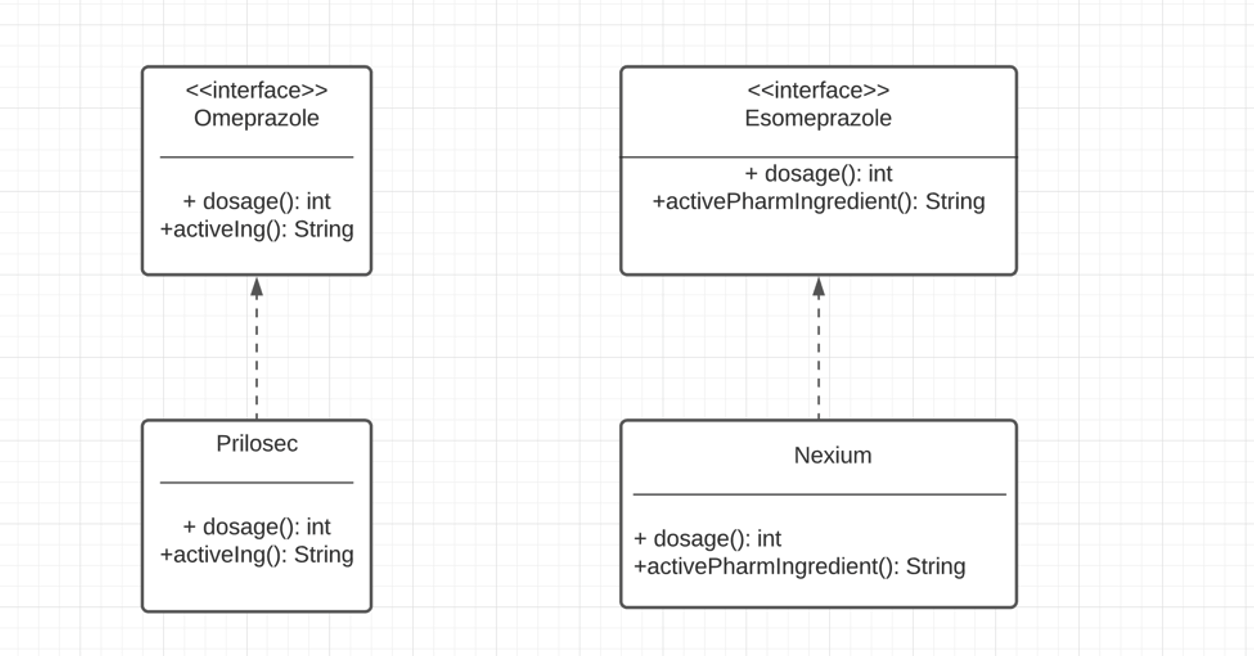 <<interface>>
Omeprazole
+ dosage(): int
+activeIng(): String
<<interface>>
Esomeprazole
+ dosage(): int
+activePharmIngredient(): String
Prilosec
+ dosage(): int
+activeIng(): String
Nexium
+ dosage(): int
+activePharmIngredient(): String